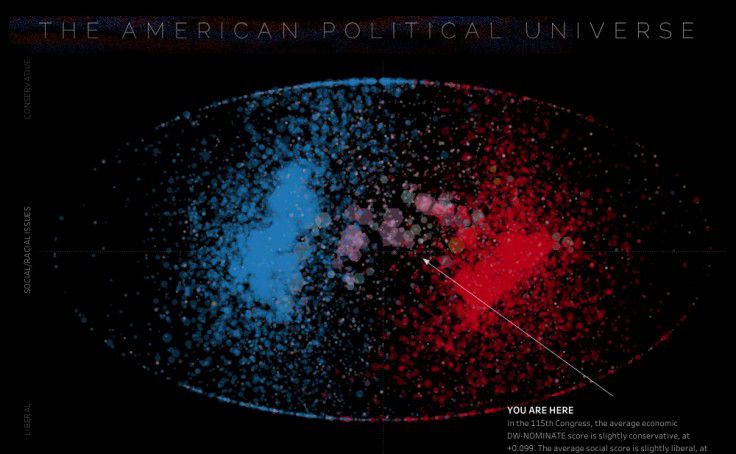 THE AMERICAN POLITICAL UNIVERSE
CONSERVATIVE
SOCIAL/RACIAL ISSUES
LIBERAL
YOU ARE HERE
In the 115th Congress, the average economic
DW-NOMINATE score is slightly conservative, at
+0.099. The average social score is slightly liberal, at